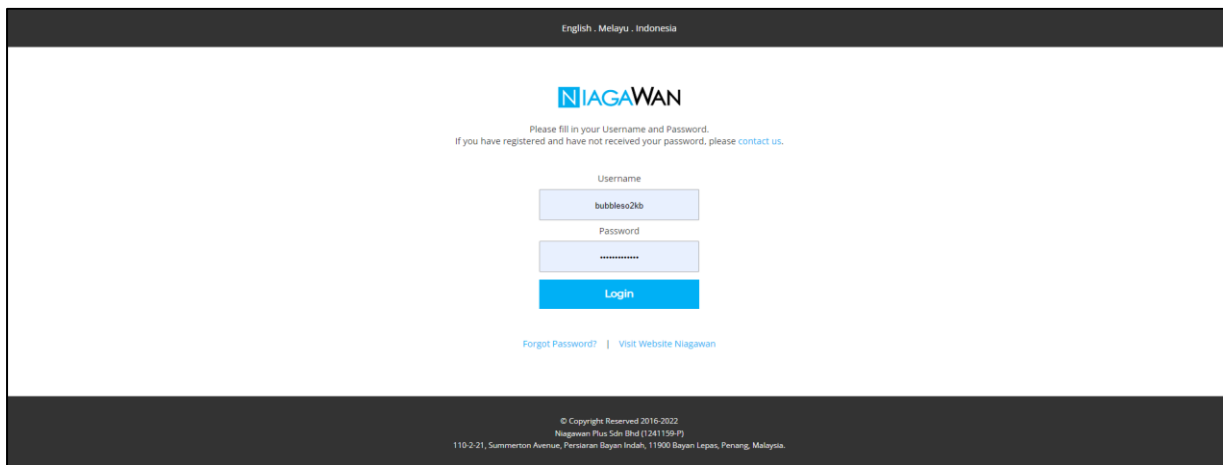 English . Melayu . Indonesia
NIAGAWAN
Please fill in your Username and Password.
If you have registered and have not received your password, please contact us.
Username
bubbleso2kb
Password
•••••••••••••
Login
Forgot Password? | Visit Website Niagawan
© Copyright Reserved 2016-2022
Niagawan Plus Sdn Bhd (1241159-P)
110-2-21, Summerton Avenue, Persiaran Bayan Indah, 11900 Bayan Lepas, Penang, Malaysia.